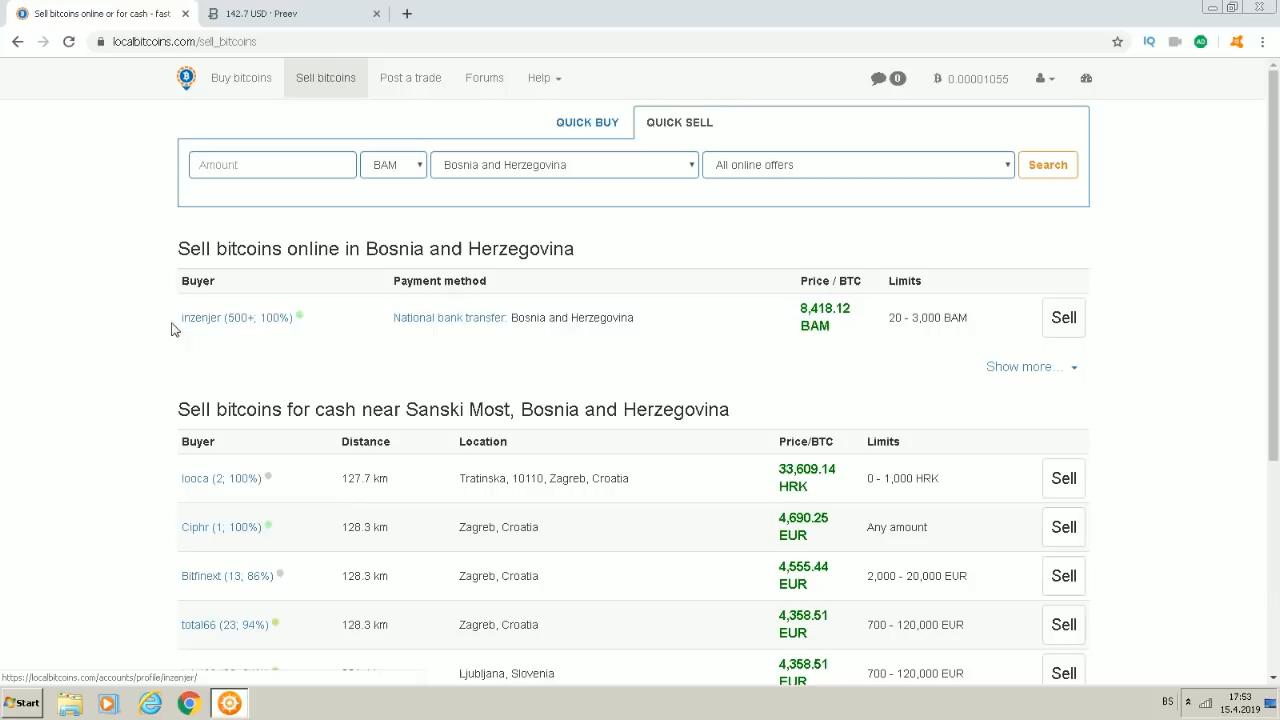 Sell bitcoins online or for cash - fast
142.7 USD · Preev
localbitcoins.com/sell_bitcoins
Buy bitcoins
Sell bitcoins
Post a trade
Forums
Help
0
0.00001055
QUICK BUY
QUICK SELL
Amount
BAM
Bosnia and Herzegovina
All online offers
Search
Sell bitcoins online in Bosnia and Herzegovina
Buyer Payment method Price / BTC Limits
inzenjer (500+; 100%) National bank transfer: Bosnia and Herzegovina 8,418.12 BAM 20 - 3,000 BAM Sell
Show more...
Sell bitcoins for cash near Sanski Most, Bosnia and Herzegovina
Buyer Distance Location Price/BTC Limits
looca (2; 100%) 127.7 km Tratinska, 10110, Zagreb, Croatia 33,609.14 HRK 0 - 1,000 HRK Sell
Ciphr (1; 100%) 128.3 km Zagreb, Croatia 4,690.25 EUR Any amount Sell
Bitfinext (13; 86%) 128.3 km Zagreb, Croatia 4,555.44 EUR 2,000 - 20,000 EUR Sell
total66 (23; 94%) 128.3 km Zagreb, Croatia 4,358.51 EUR 700 - 120,000 EUR Sell
Ljubljana, Slovenia 4,358.51 EUR 700 - 120,000 EUR Sell
https://localbitcoins.com/accounts/profile/inzenjer/
Start
BS
17:53
15.4.2019